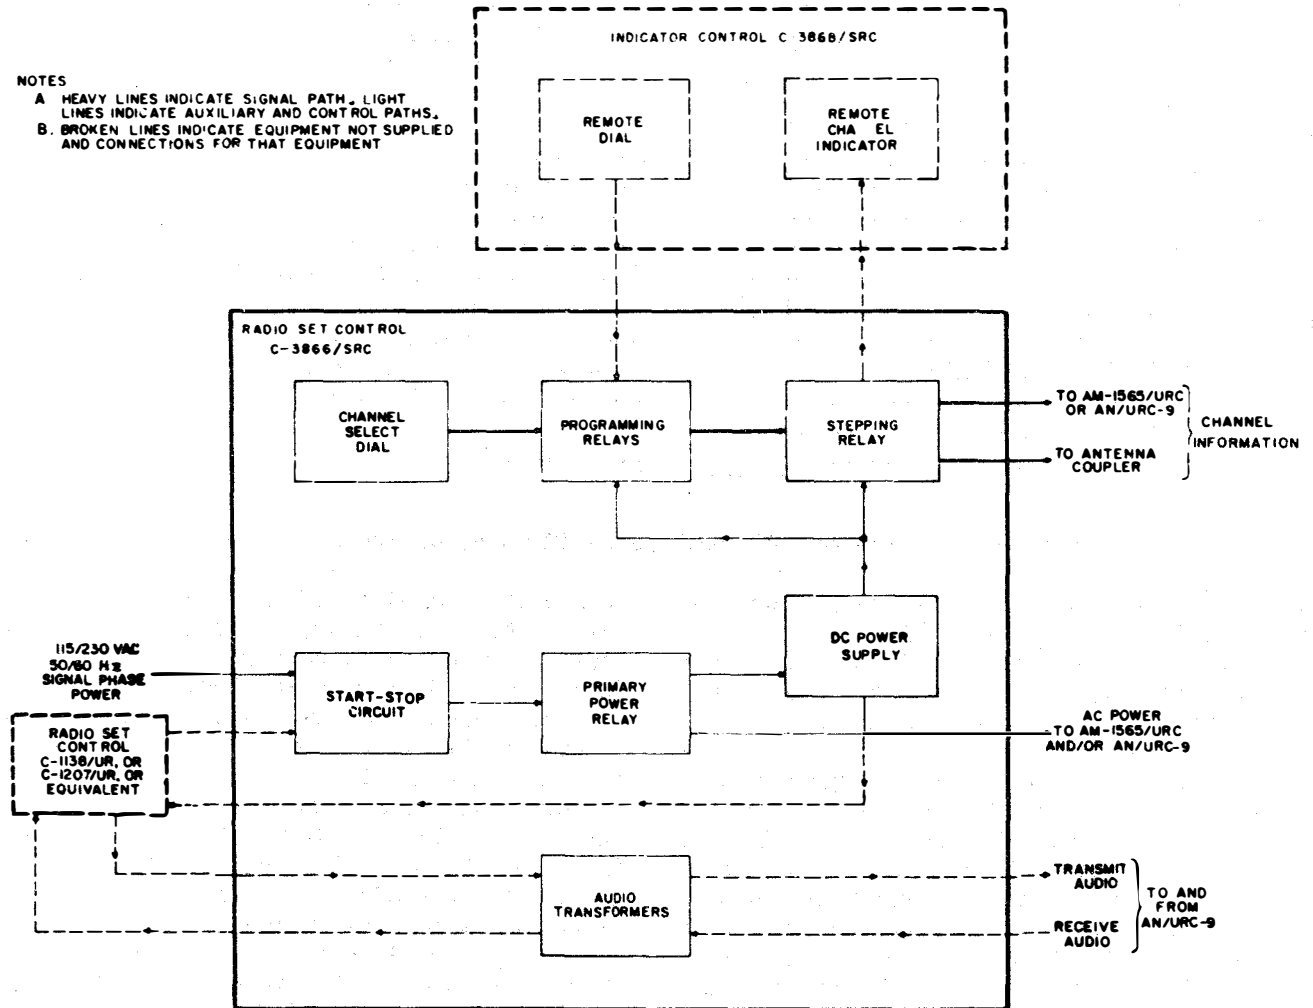 INDICATOR CONTROL C-3868/SRC
NOTES
A HEAVY LINES INDICATE SIGNAL PATH. LIGHT
LINES INDICATE AUXILIARY AND CONTROL PATHS.
B. BROKEN LINES INDICATE EQUIPMENT NOT SUPPLIED
AND CONNECTIONS FOR THAT EQUIPMENT
REMOTE
DIAL
REMOTE
CHA EL
INDICATOR
RADIO SET CONTROL
C-3866/SRC
CHANNEL
SELECT
DIAL
PROGRAMMING
RELAYS
STEPPING
RELAY
TO AM-1565/URC
OR AN/URC-9
TO ANTENNA
COUPLER
CHANNEL
INFORMATION
115/230 VAC
50/60 Hz
SIGNAL PHASE
POWER
START-STOP
CIRCUIT
PRIMARY
POWER
RELAY
DC POWER
SUPPLY
AC POWER
TO AM-1565/URC
AND/OR AN/URC-9
RADIO SET
CONTROL
C-1138/UR, OR
C-1207/UR, OR
EQUIVALENT
AUDIO
TRANSFORMERS
TRANSMIT
AUDIO
RECEIVE
AUDIO
TO AND
FROM
AN/URC-9